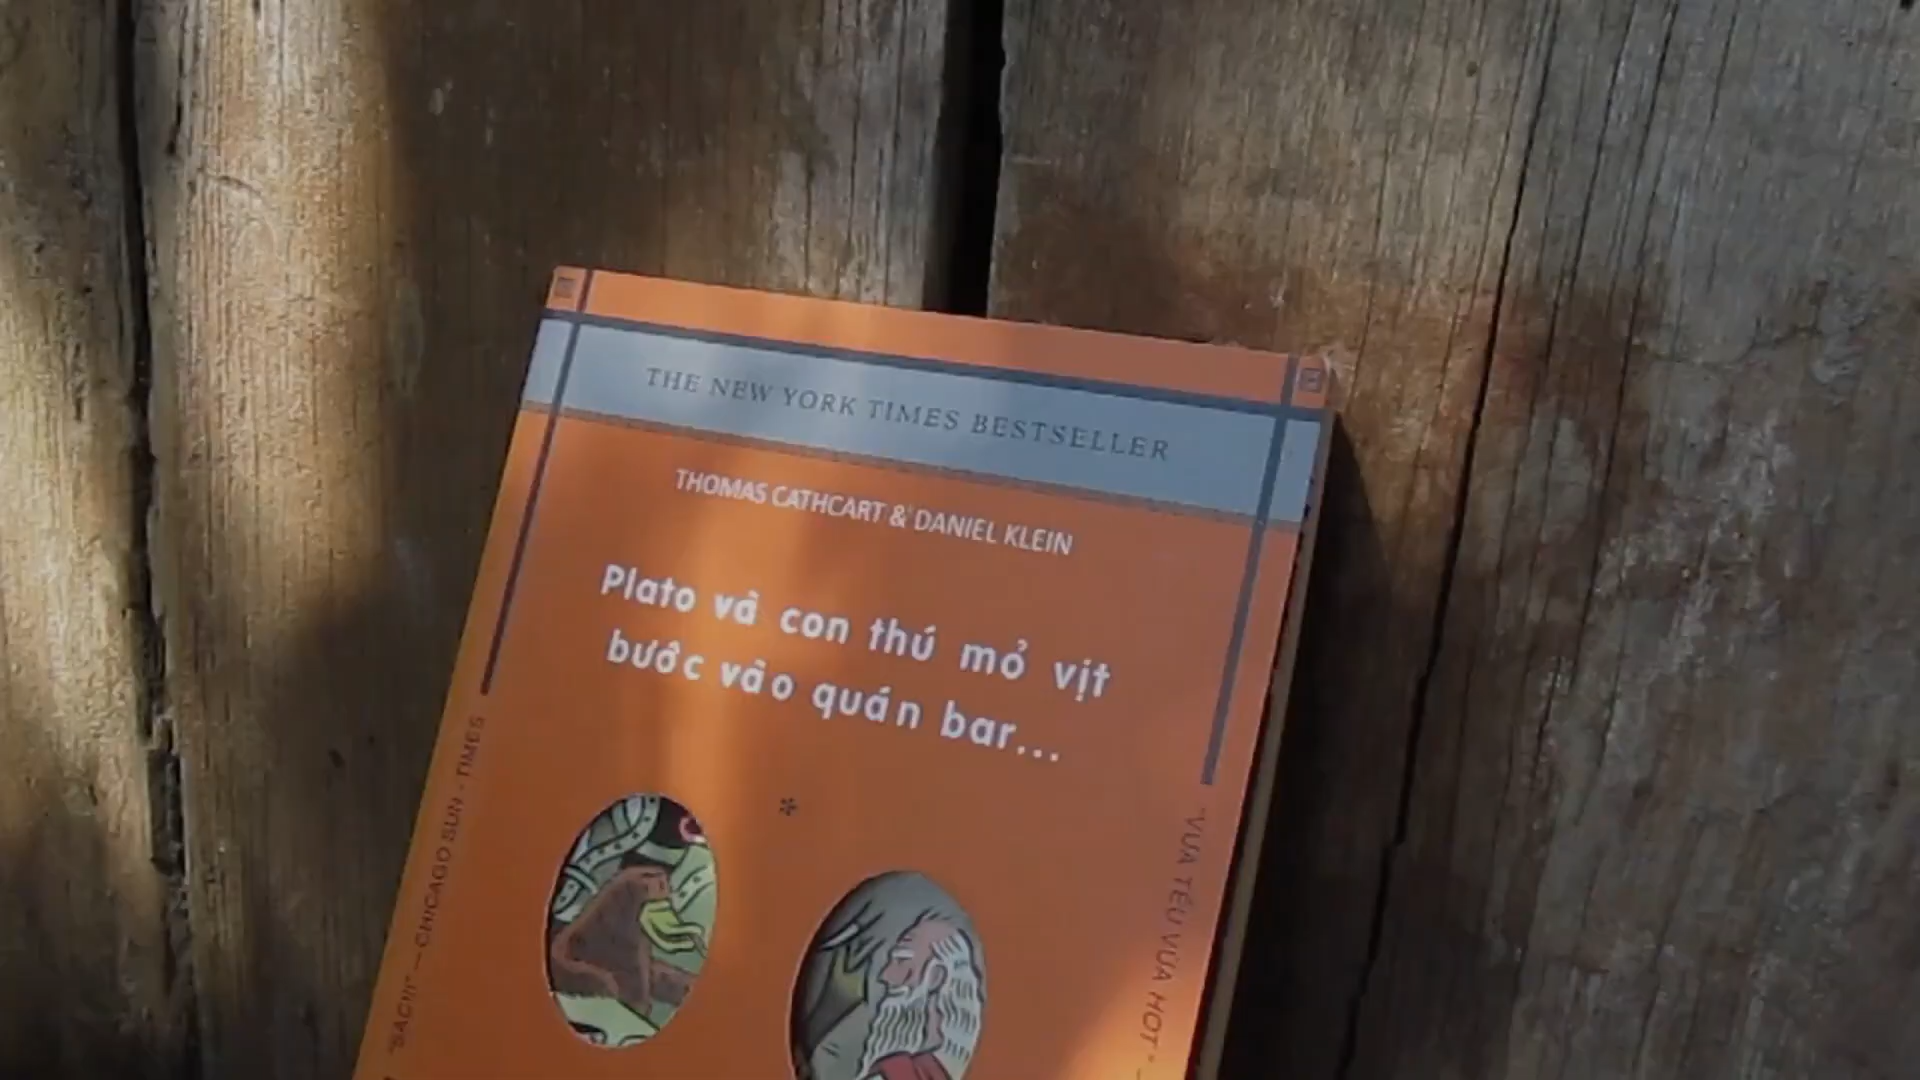 THE NEW YORK TIMES BESTSELLER
THOMAS CATHCART & DANIEL KLEIN
Plato và con thú mỏ vịt
bước vào quán bar...
*
— CHICAGO SUN - TIMES
"VỪA TẾU VỪA HOT" —